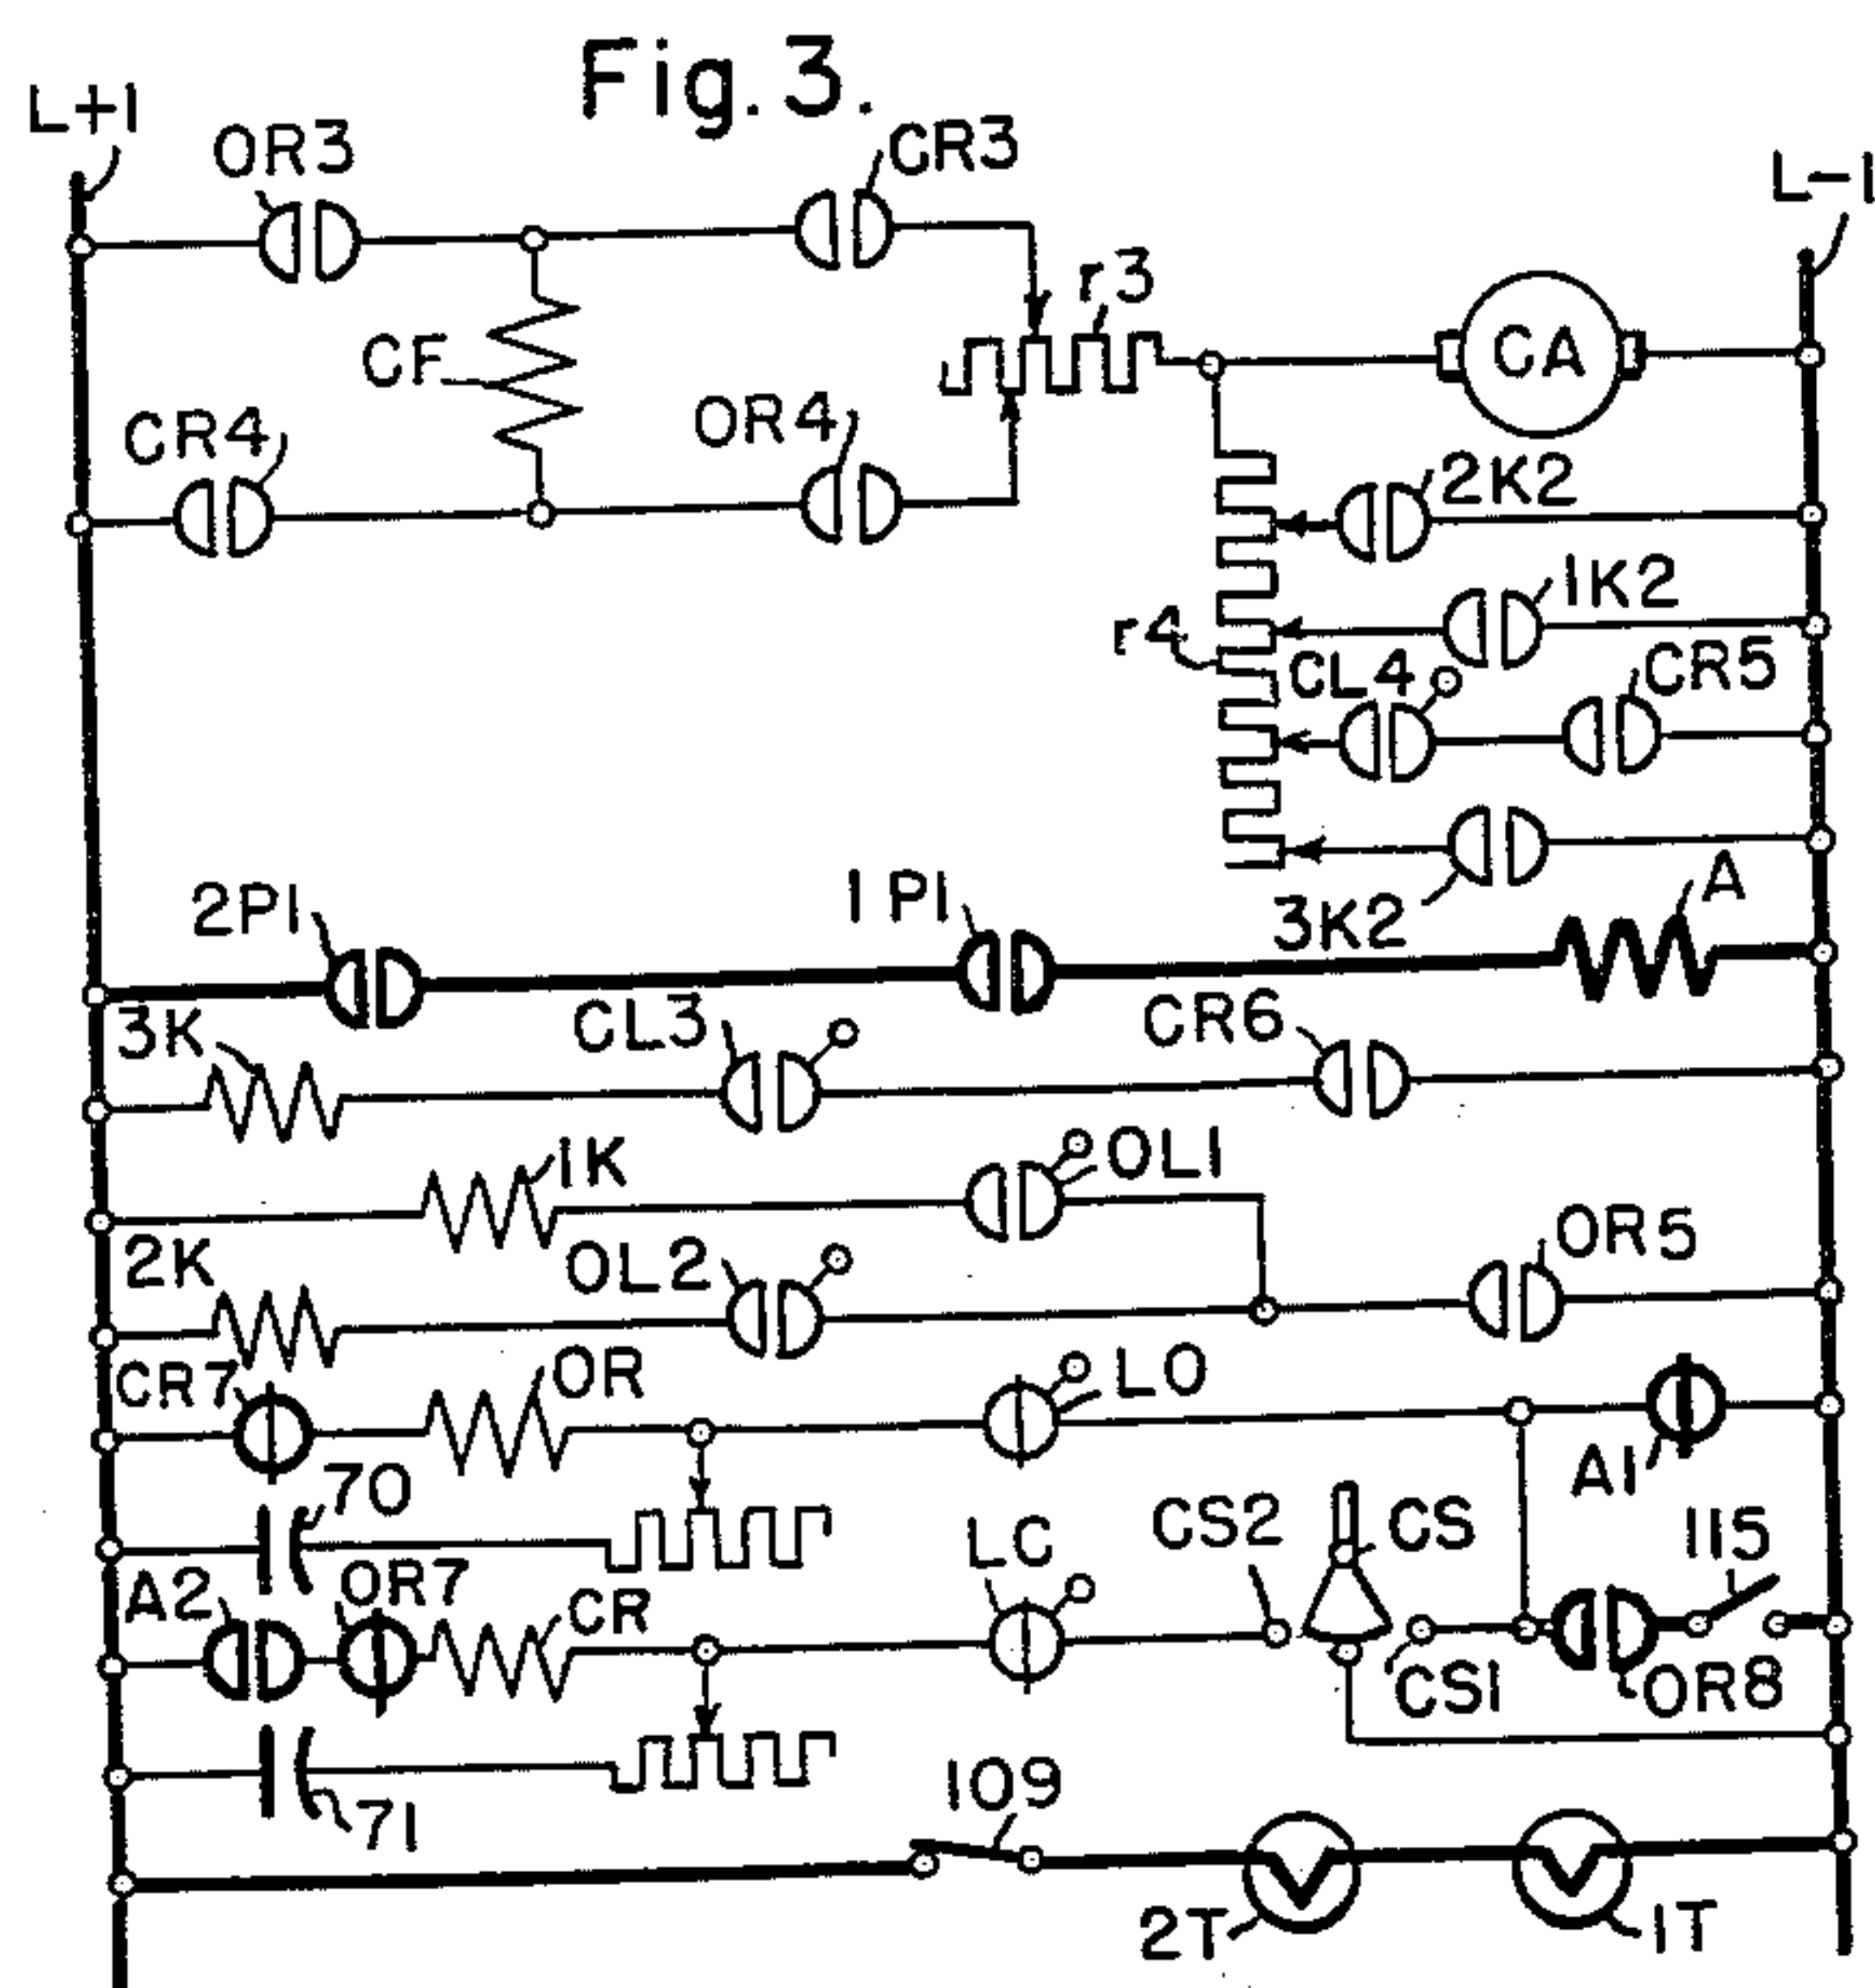 Fig. 3.
L+1
OR3
CR3
L-1
r3
CF
CA
CR4
OR4
2K2
1K2
r4
CL4
CR5
2P1
1P1
3K2
A
3K
CL3
CR6
1K
OL1
2K
OL2
OR5
CR7
OR
LO
A1
70
CS2
CS
115
A2
OR7
CR
LC
CS1
OR8
71
109
2T
1T